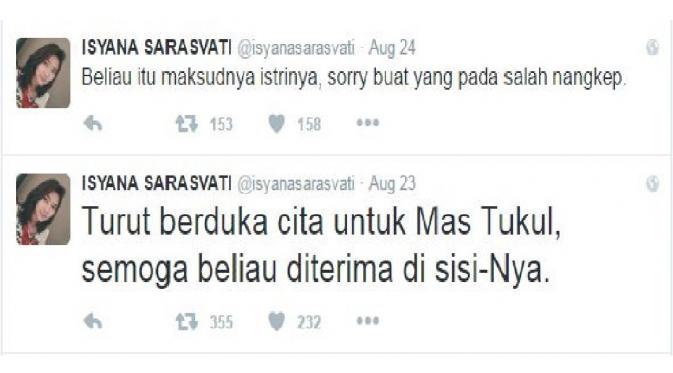 ISYANA SARASVATI @isyanasarasvati · Aug 24
Beliau itu maksudnya istrinya, sorry buat yang pada salah nangkep.
153 158
ISYANA SARASVATI @isyanasarasvati · Aug 23
Turut berduka cita untuk Mas Tukul,
semoga beliau diterima di sisi-Nya.
355 232